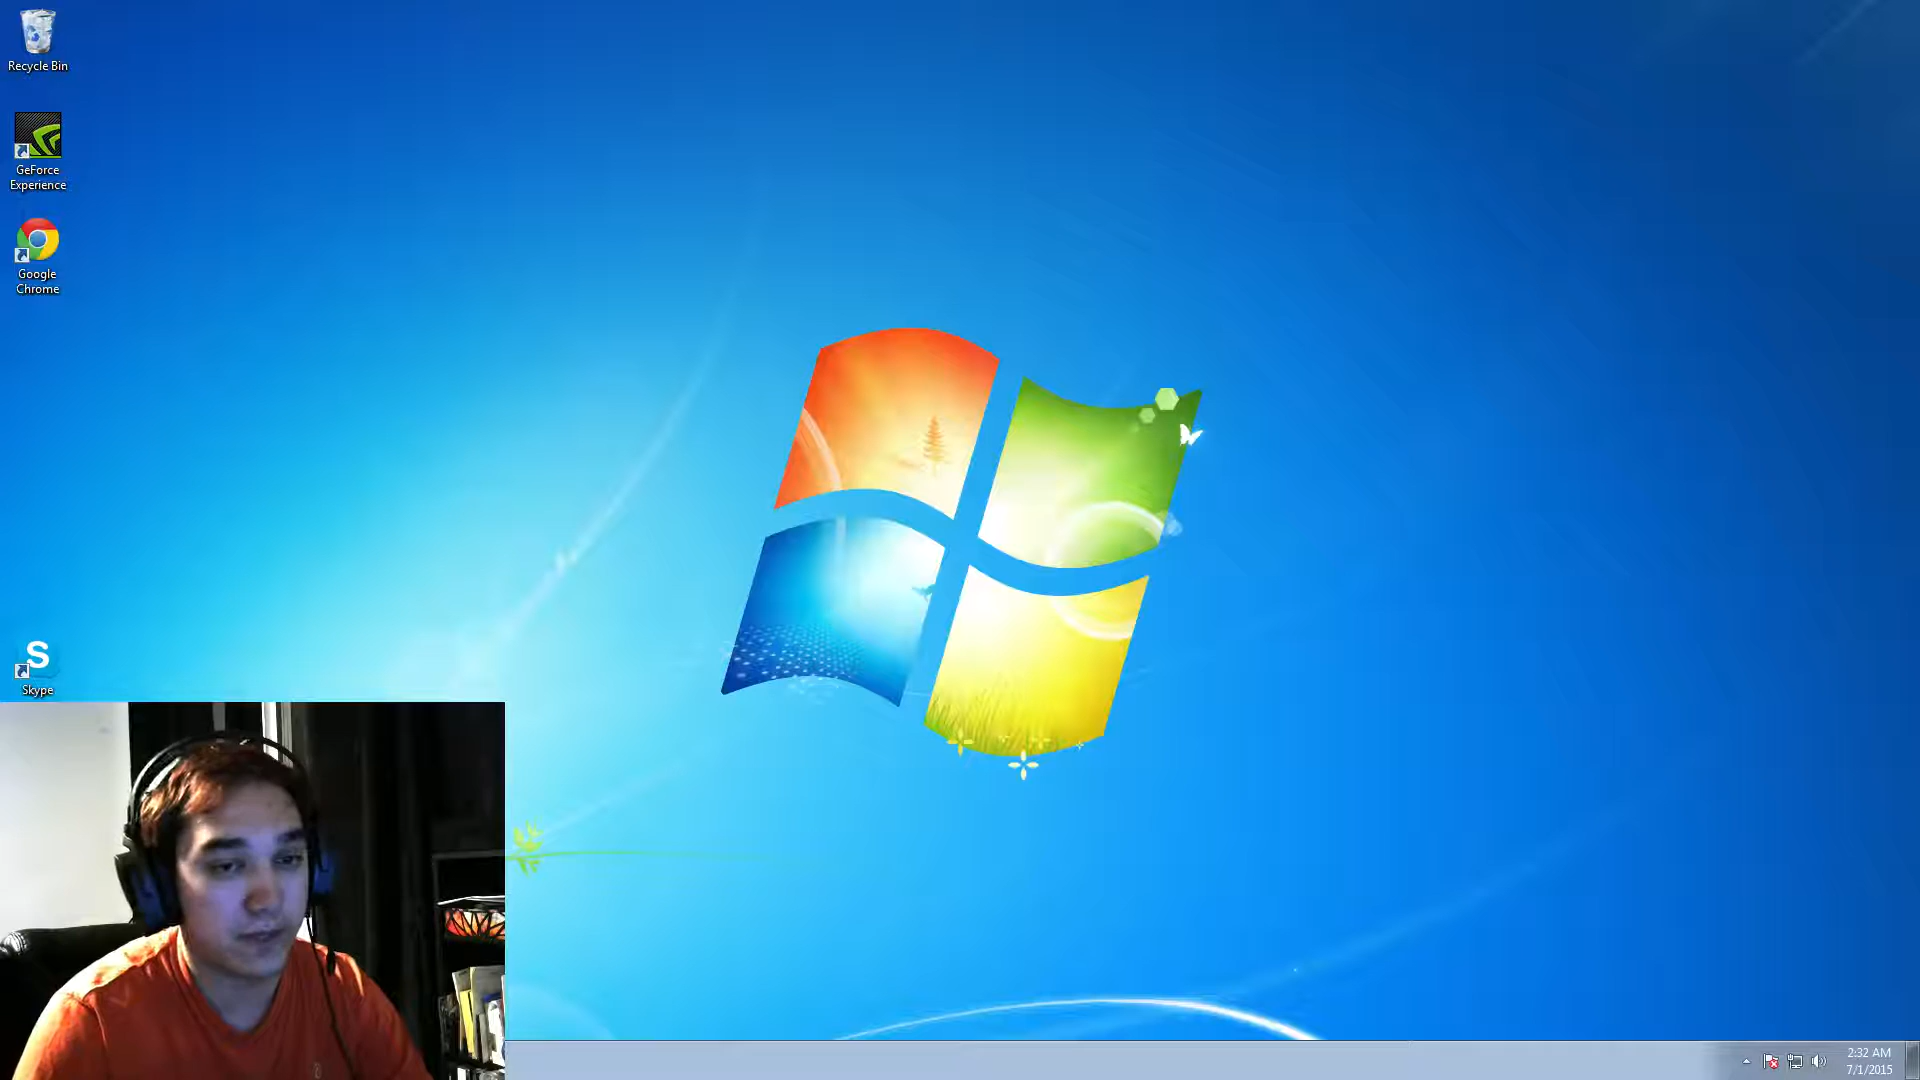 Recycle Bin
GeForce
Experience
Google
Chrome
S
Skype
2:32 AM
7/1/2015